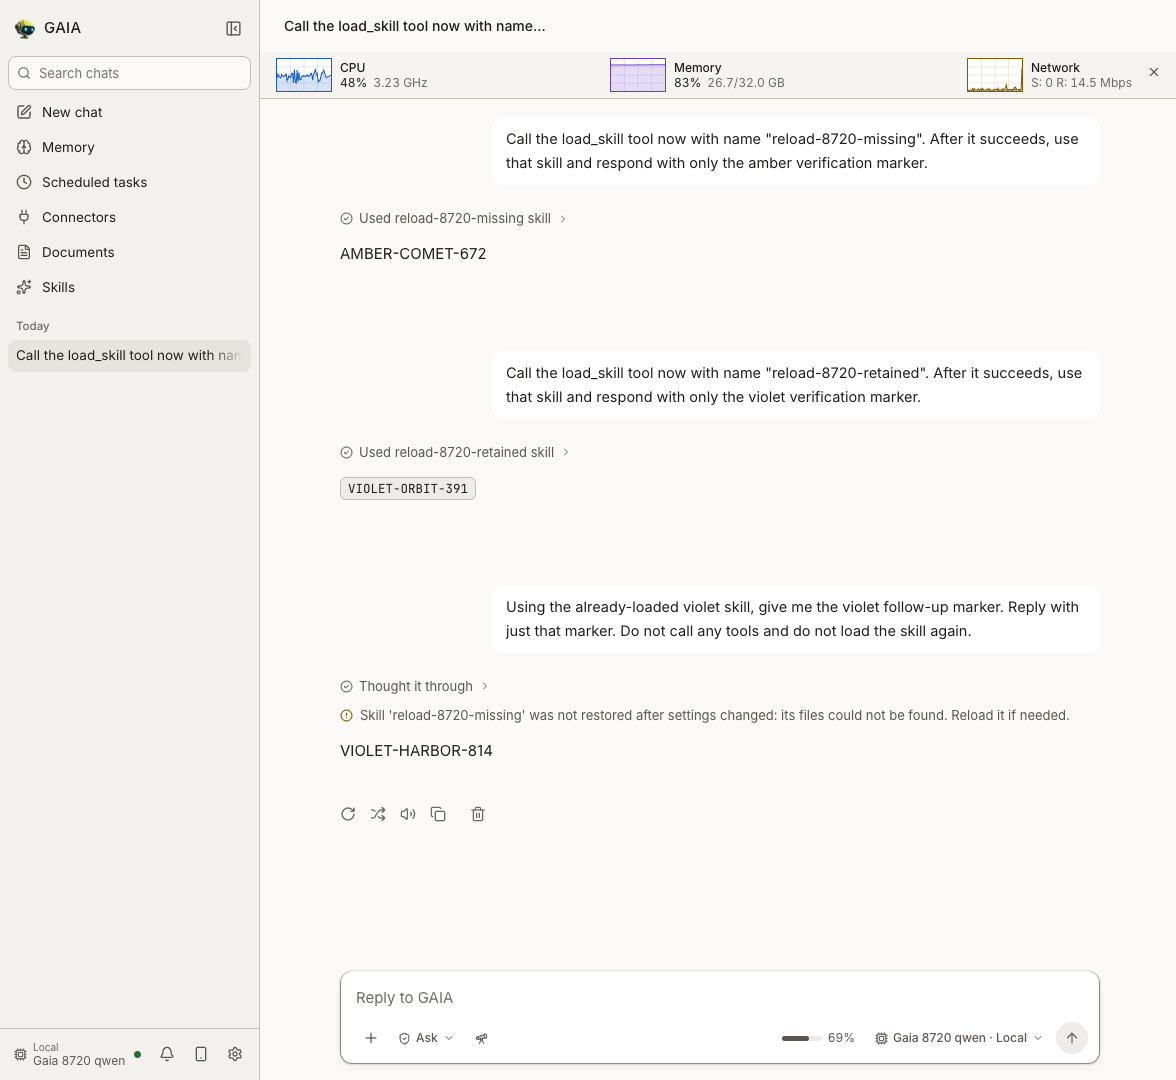 GAIA
Search chats
New chat
Memory
Scheduled tasks
Connectors
Documents
Skills
Today
Call the load_skill tool now with nam
Local
Gaia 8720 qwen
Call the load_skill tool now with name...
CPU
48% 3.23 GHz
Memory
83% 26.7/32.0 GB
Network
S: 0 R: 14.5 Mbps
Call the load_skill tool now with name "reload-8720-missing". After it succeeds, use
that skill and respond with only the amber verification marker.
Used reload-8720-missing skill
AMBER-COMET-672
Call the load_skill tool now with name "reload-8720-retained". After it succeeds, use
that skill and respond with only the violet verification marker.
Used reload-8720-retained skill
VIOLET-ORBIT-391
Using the already-loaded violet skill, give me the violet follow-up marker. Reply with
just that marker. Do not call any tools and do not load the skill again.
Thought it through
Skill 'reload-8720-missing' was not restored after settings changed: its files could not be found. Reload it if needed.
VIOLET-HARBOR-814
Reply to GAIA
Ask
69%
Gaia 8720 qwen · Local